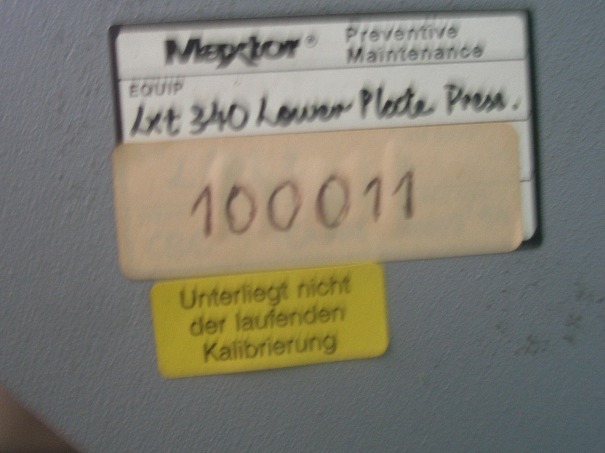 Maxtor® Preventive
Maintenance
EQUIP
Lxt 340 Lower Plate Press.
100011
Unterliegt nicht
der laufenden
Kalibrierung